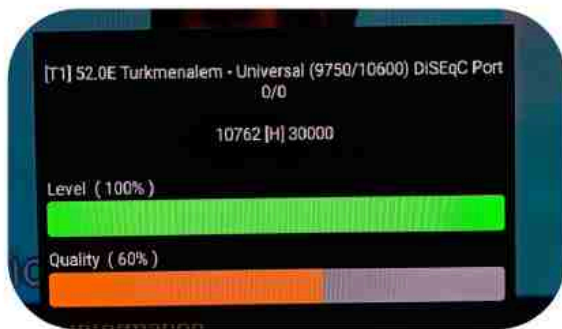 [T1] 52.0E Turkmenalem - Universal (9750/10600) DiSEqC Port
0/0
10762 [H] 30000
Level ( 100% )
Quality ( 60% )